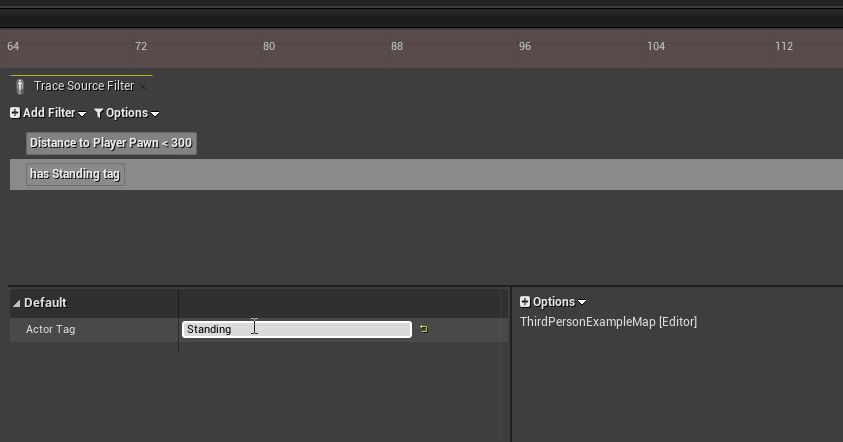 64 72 80 88 96 104 112
Trace Source Filter
Add Filter Options
Distance to Player Pawn < 300
has Standing tag
Default
Actor Tag Standing
Options
ThirdPersonExampleMap [Editor]